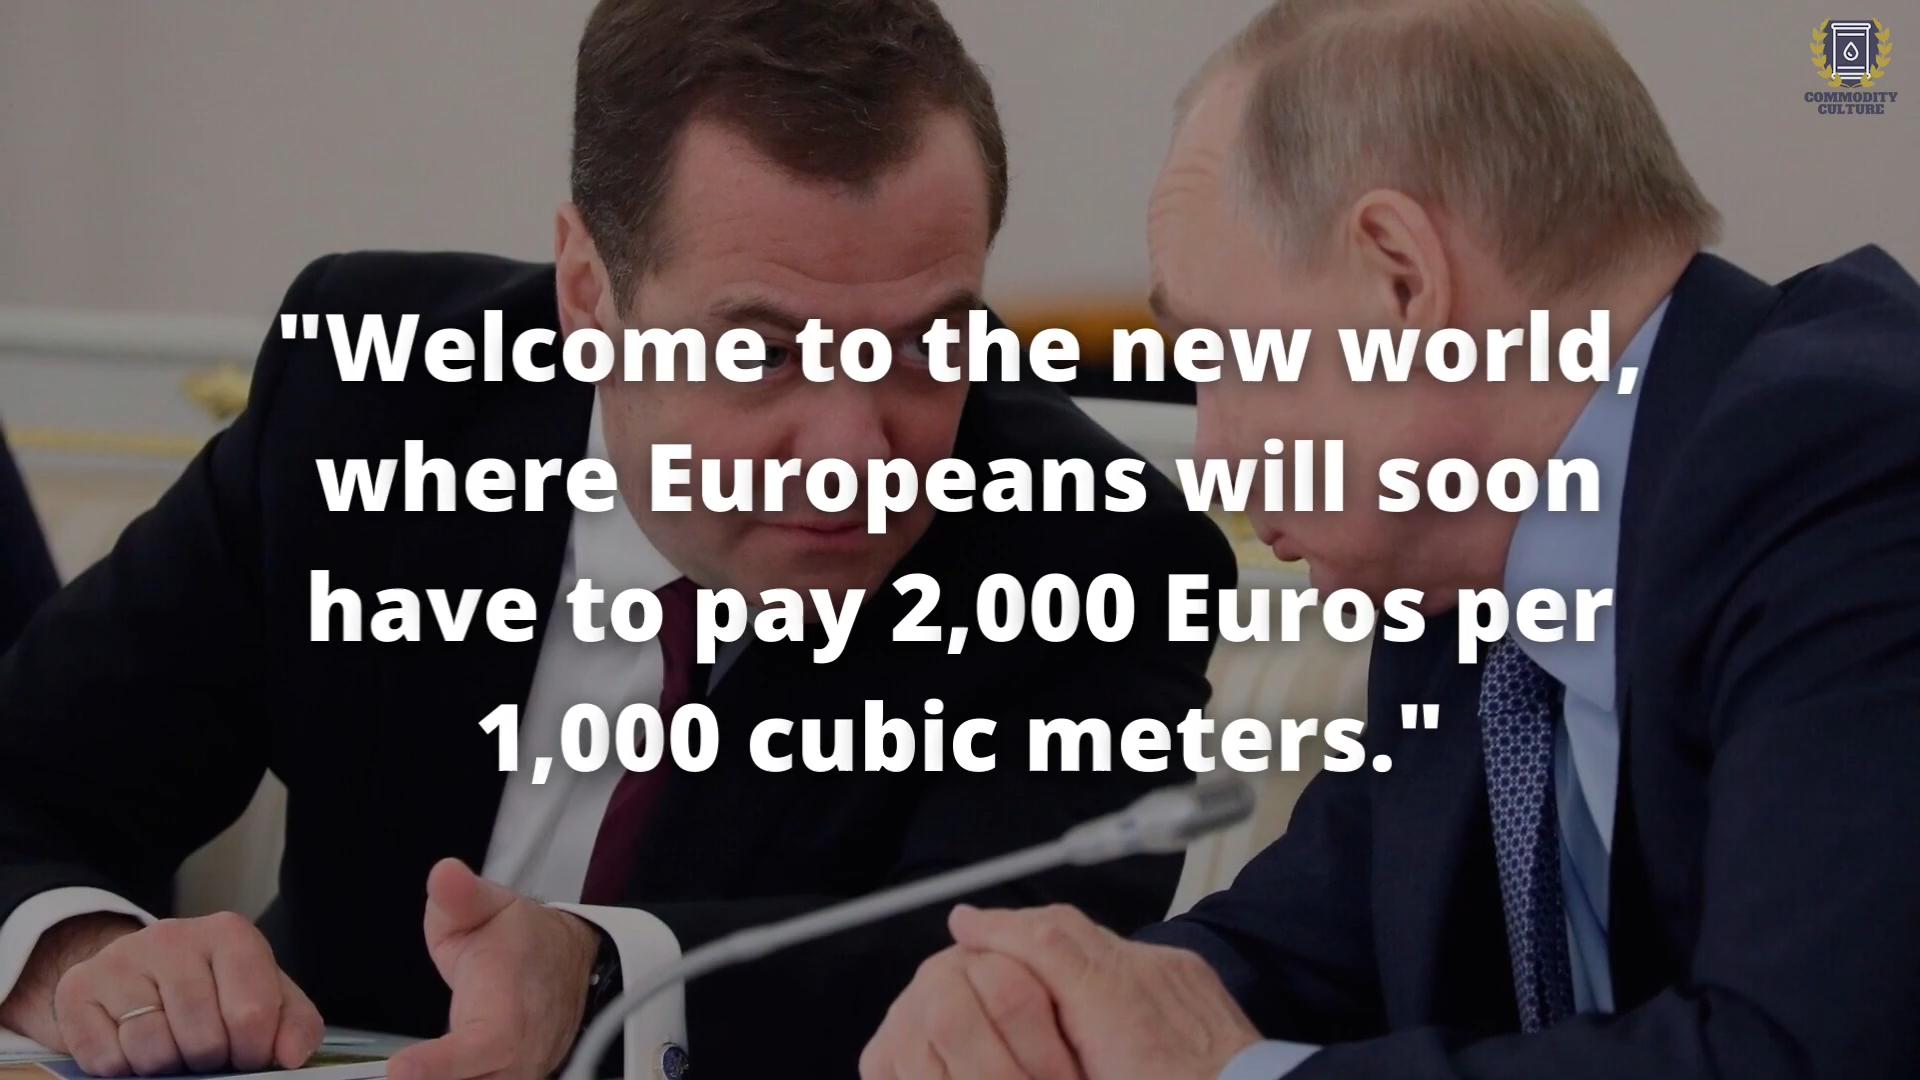 COMMODITY
CULTURE
"Welcome to the new world,
where Europeans will soon
have to pay 2,000 Euros per
1,000 cubic meters."